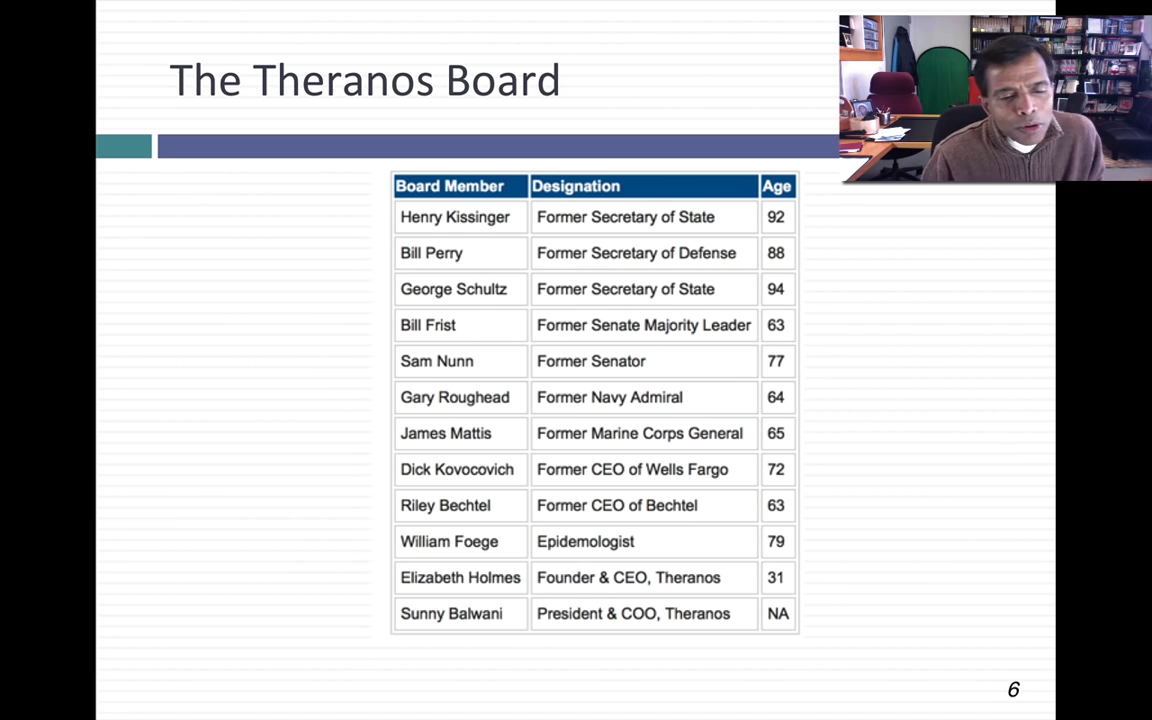 The Theranos Board
Board Member Designation Age
Henry Kissinger Former Secretary of State 92
Bill Perry Former Secretary of Defense 88
George Schultz Former Secretary of State 94
Bill Frist Former Senate Majority Leader 63
Sam Nunn Former Senator 77
Gary Roughead Former Navy Admiral 64
James Mattis Former Marine Corps General 65
Dick Kovocovich Former CEO of Wells Fargo 72
Riley Bechtel Former CEO of Bechtel 63
William Foege Epidemologist 79
Elizabeth Holmes Founder & CEO, Theranos 31
Sunny Balwani President & COO, Theranos NA
6